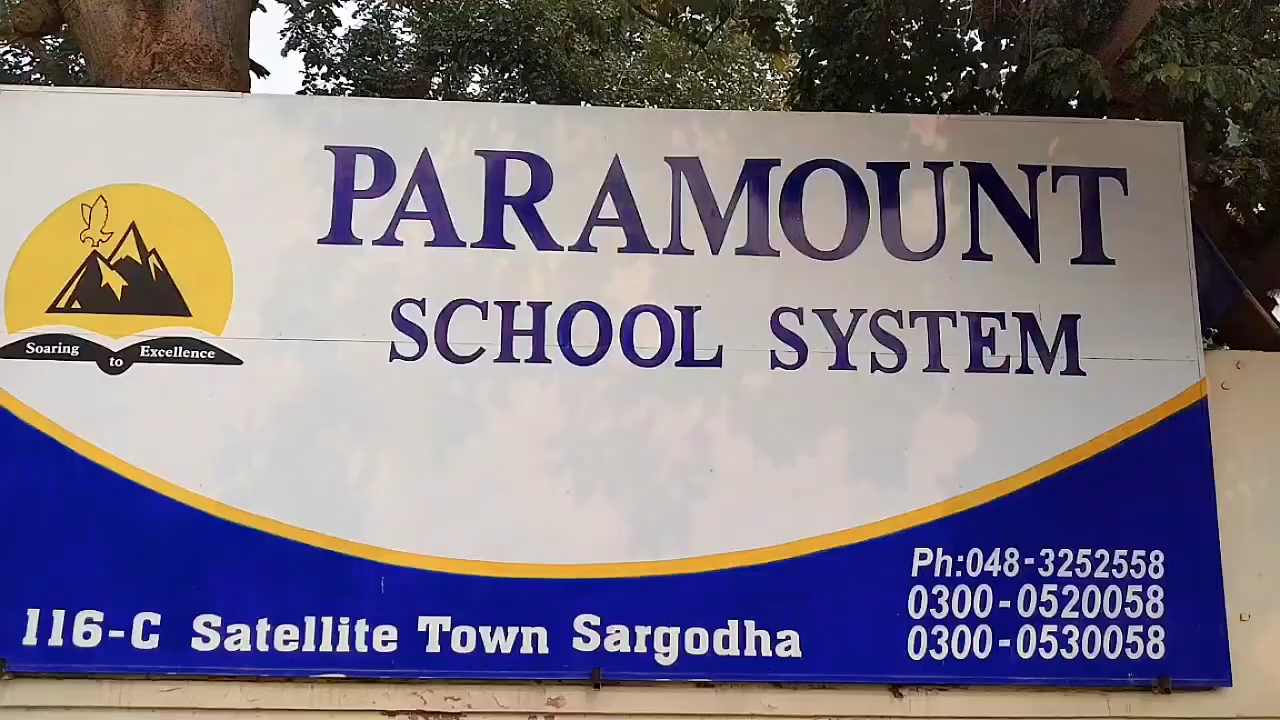 PARAMOUNT
SCHOOL SYSTEM
Soaring to Excellence
Ph:048-3252558
0300-0520058
0300-0530058
116-C Satellite Town Sargodha